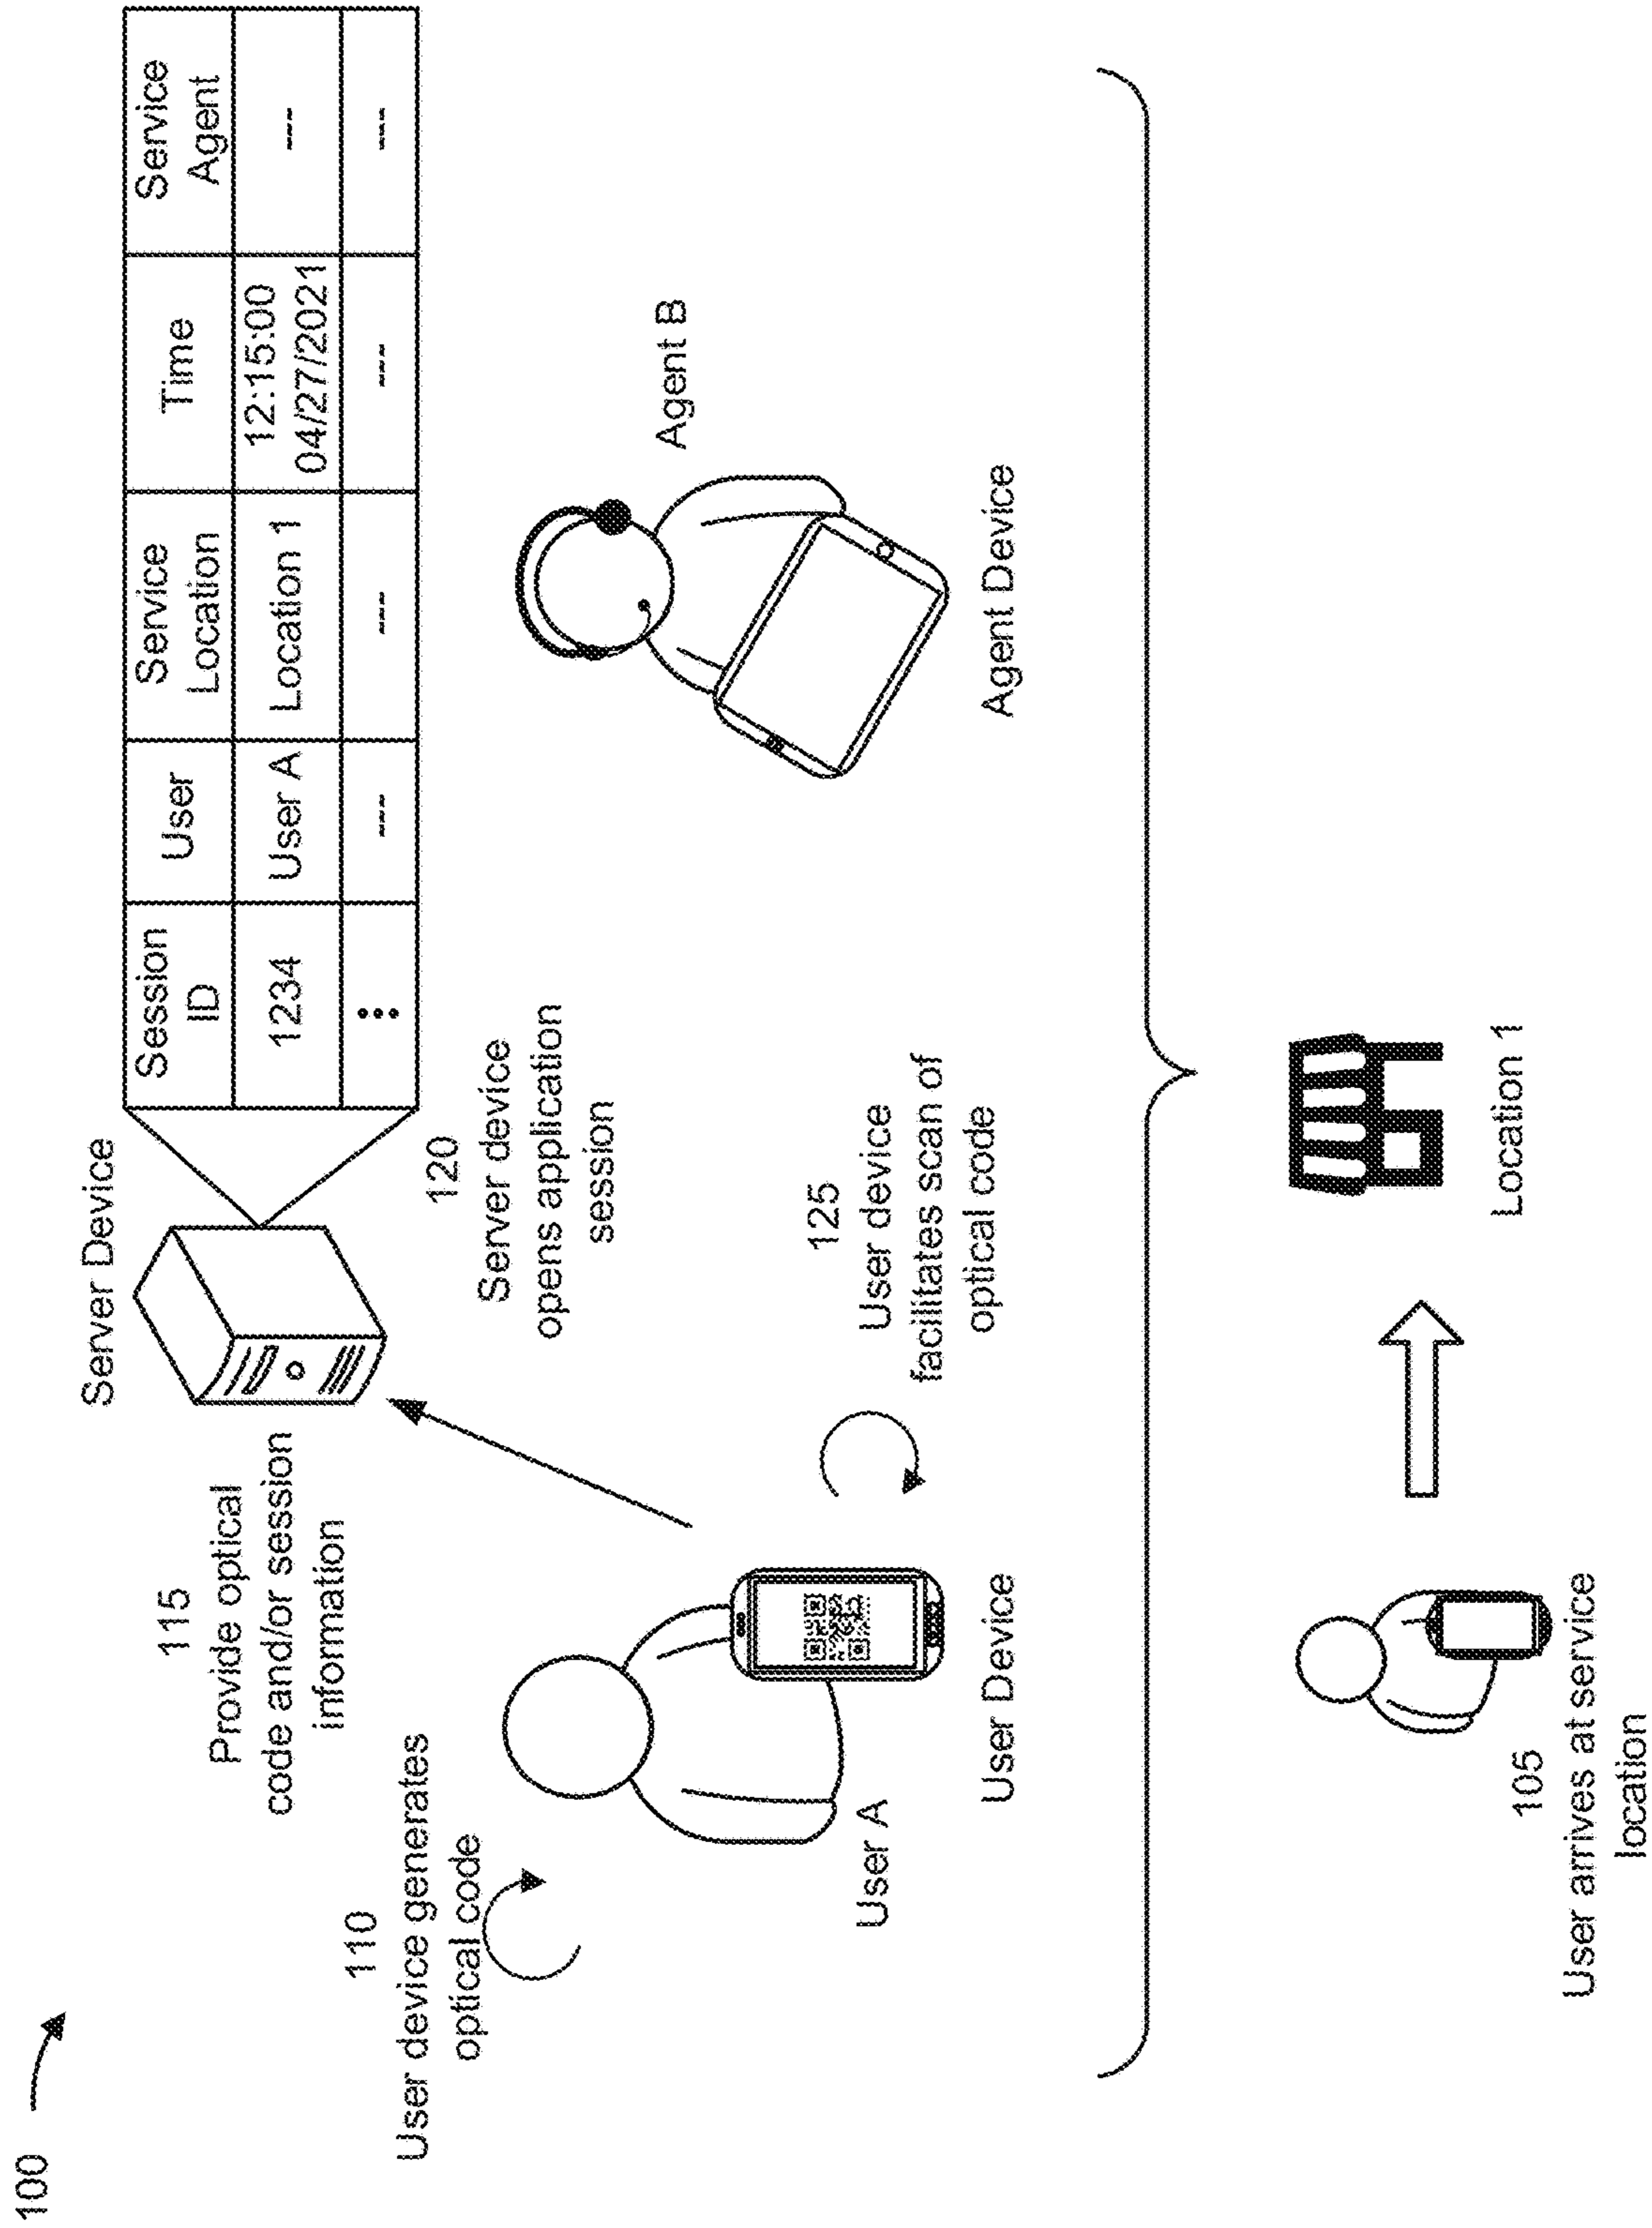 100
110
User device generates
optical code
115
Provide optical
code and/or session
information
Server Device
120
Server device
opens application
session
Session
ID
User
Service
Location
Time
Service
Agent
1234
User A
Location 1
12:15:00
04/27/2021
---
---
---
---
---
User A
User Device
125
User device
facilitates scan of
optical code
Agent B
Agent Device
105
User arrives at service
location
Location 1